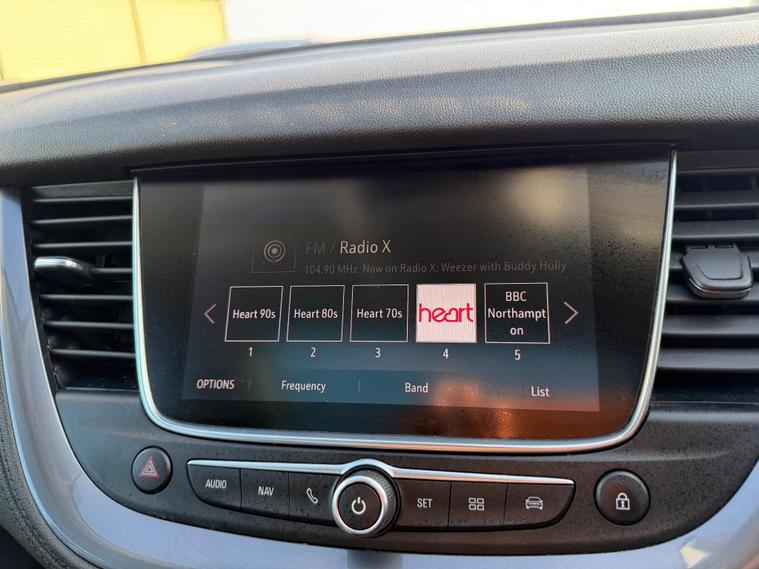 FM / Radio X
104.90 MHz Now on Radio X: Weezer with Buddy Holly
Heart 90s
Heart 80s
Heart 70s
heart
BBC
Northampt
on
1
2
3
4
5
OPTIONS
Frequency
Band
List
AUDIO
NAV
SET